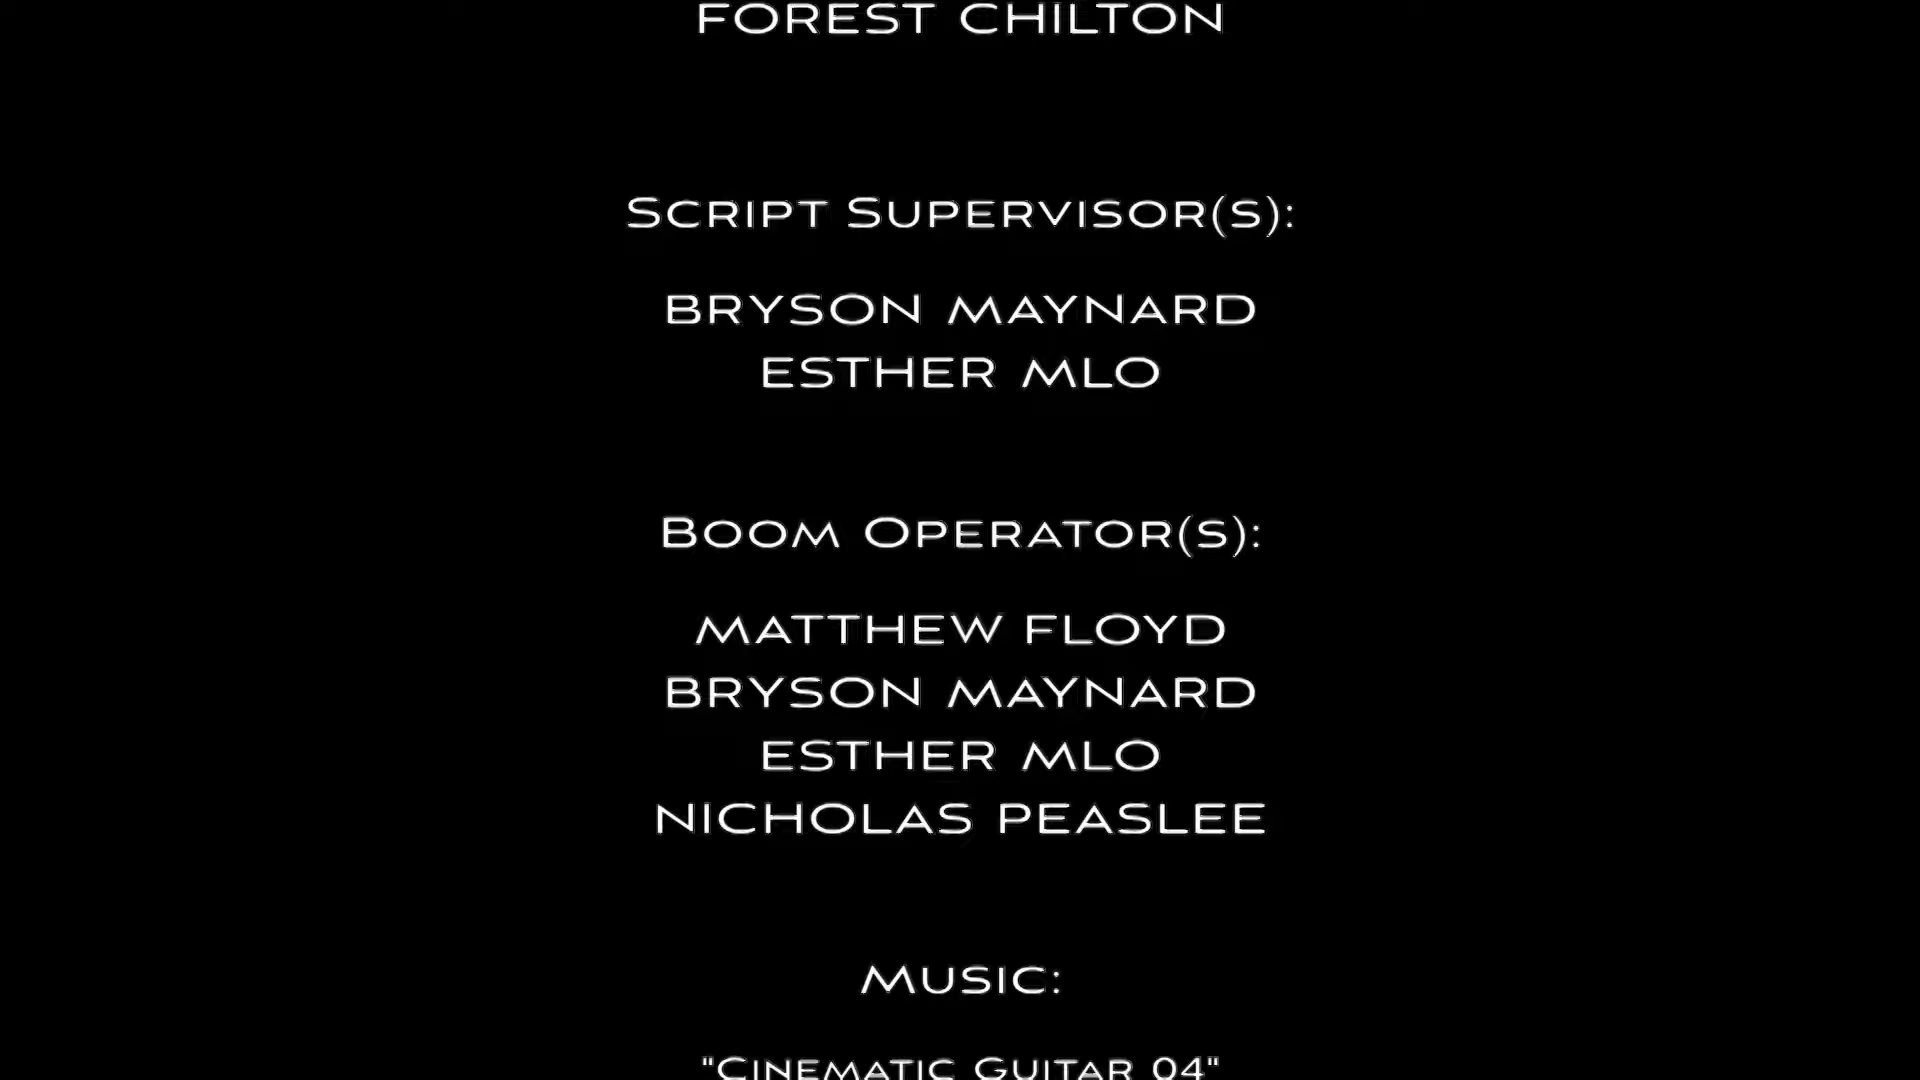 FOREST CHILTON
SCRIPT SUPERVISOR(S):
BRYSON MAYNARD
ESTHER MLO
BOOM OPERATOR(S):
MATTHEW FLOYD
BRYSON MAYNARD
ESTHER MLO
NICHOLAS PEASLEE
MUSIC:
"CINEMATIC GUITAR 04"